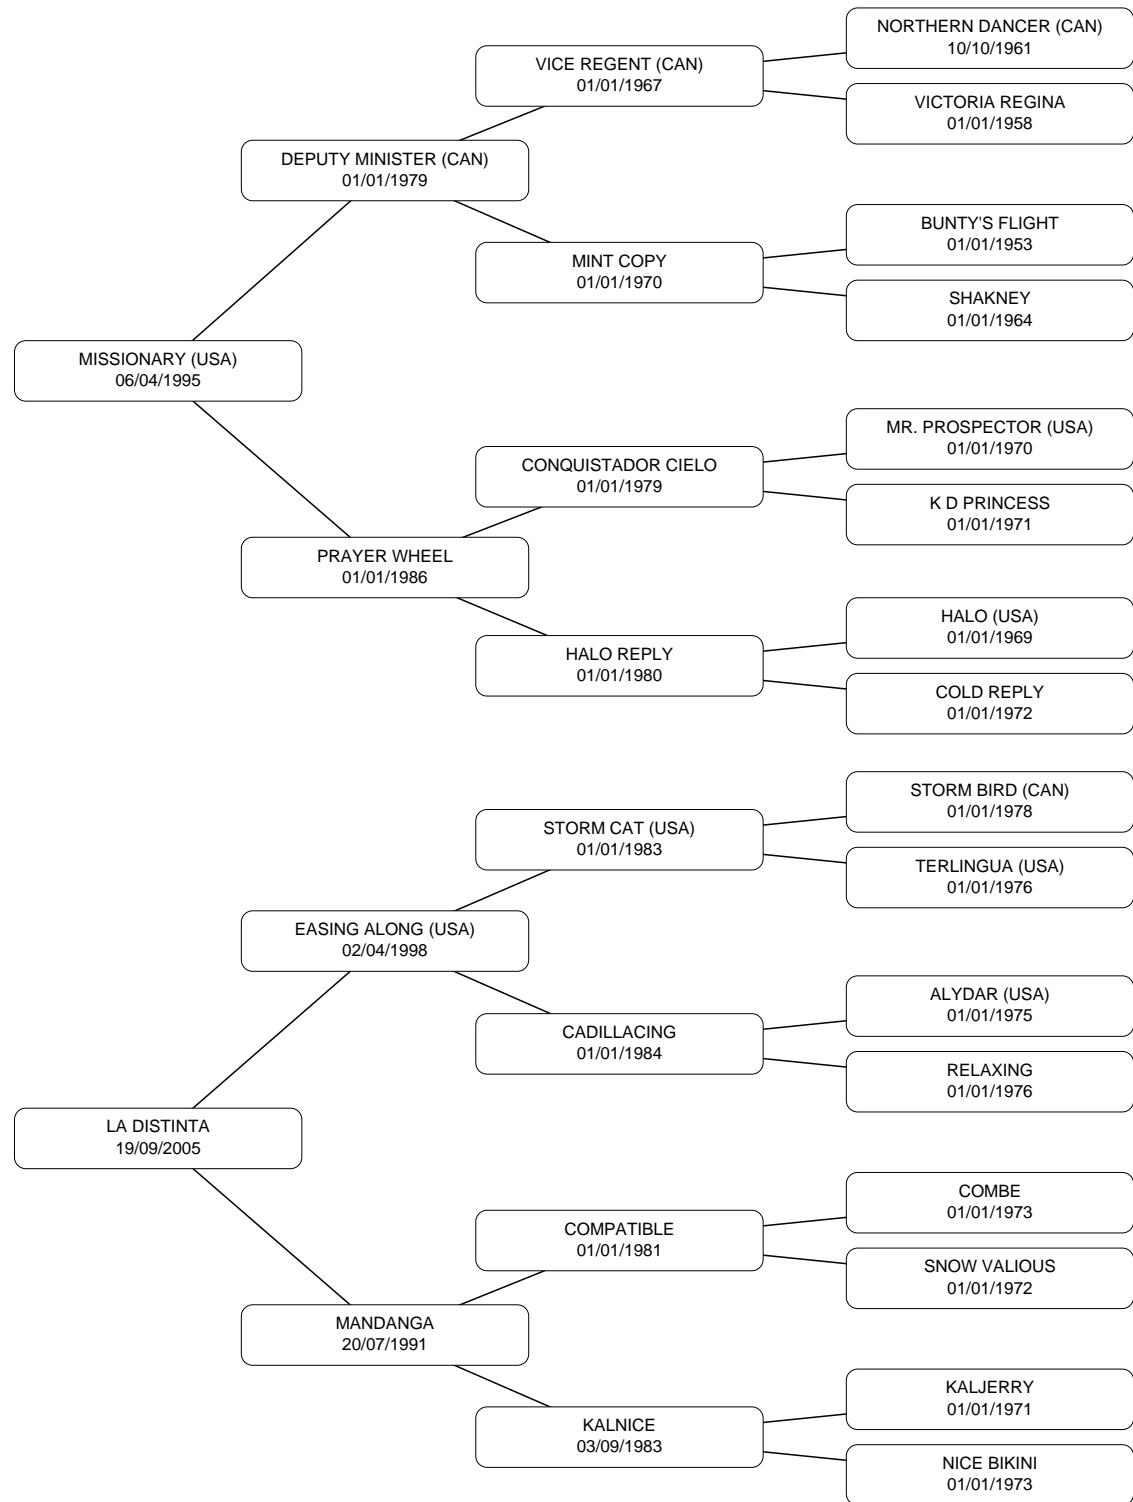 NORTHERN DANCER (CAN)
10/10/1961
VICE REGENT (CAN)
01/01/1967
VICTORIA REGINA
01/01/1958
DEPUTY MINISTER (CAN)
01/01/1979
BUNTY'S FLIGHT
01/01/1953
MINT COPY
01/01/1970
SHAKNEY
01/01/1964
MISSIONARY (USA)
06/04/1995
MR. PROSPECTOR (USA)
01/01/1970
CONQUISTADOR CIELO
01/01/1979
K D PRINCESS
01/01/1971
PRAYER WHEEL
01/01/1986
HALO (USA)
01/01/1969
HALO REPLY
01/01/1980
COLD REPLY
01/01/1972
STORM BIRD (CAN)
01/01/1978
STORM CAT (USA)
01/01/1983
TERLINGUA (USA)
01/01/1976
EASING ALONG (USA)
02/04/1998
ALYDAR (USA)
01/01/1975
CADILLACING
01/01/1984
RELAXING
01/01/1976
LA DISTINTA
19/09/2005
COMBE
01/01/1973
COMPATIBLE
01/01/1981
SNOW VALIOUS
01/01/1972
MANDANGA
20/07/1991
KALJERRY
01/01/1971
KALNICE
03/09/1983
NICE BIKINI
01/01/1973